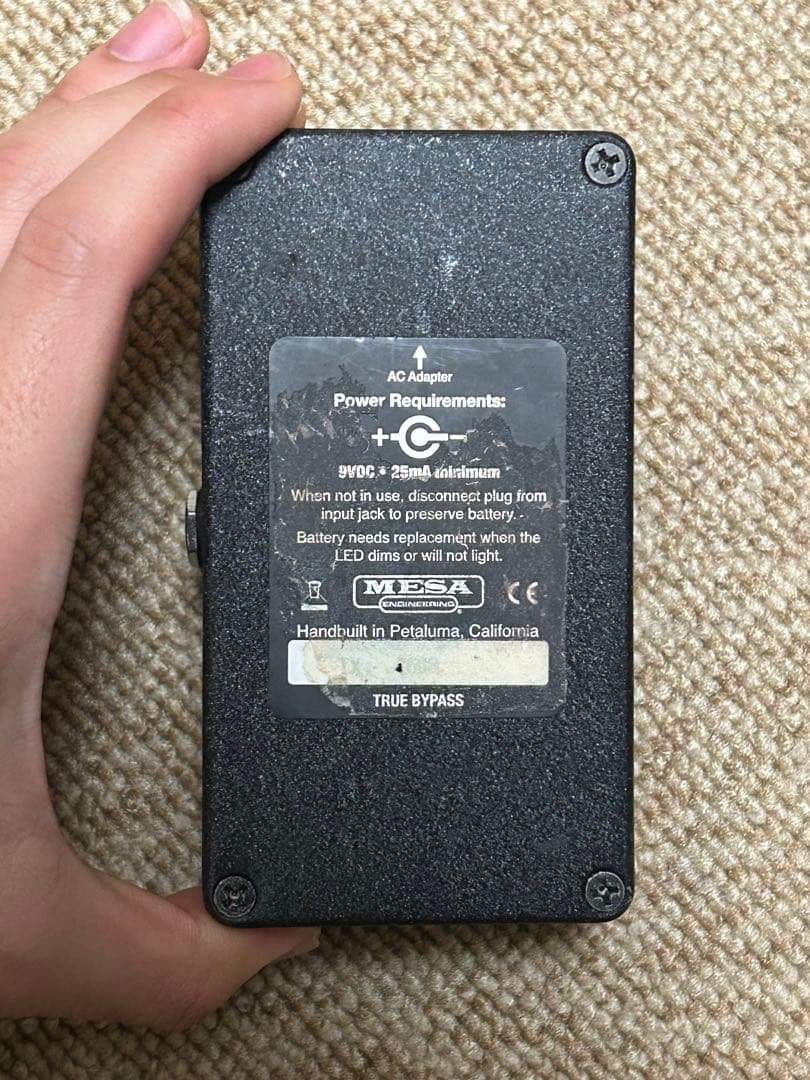 AC Adapter
Power Requirements:
+ -
9VDC • 25mA minimum
When not in use, disconnect plug from
input jack to preserve battery.
Battery needs replacement when the
LED dims or will not light.
MESA
ENGINEERING
®
CE
Handbuilt in Petaluma, California
TRUE BYPASS